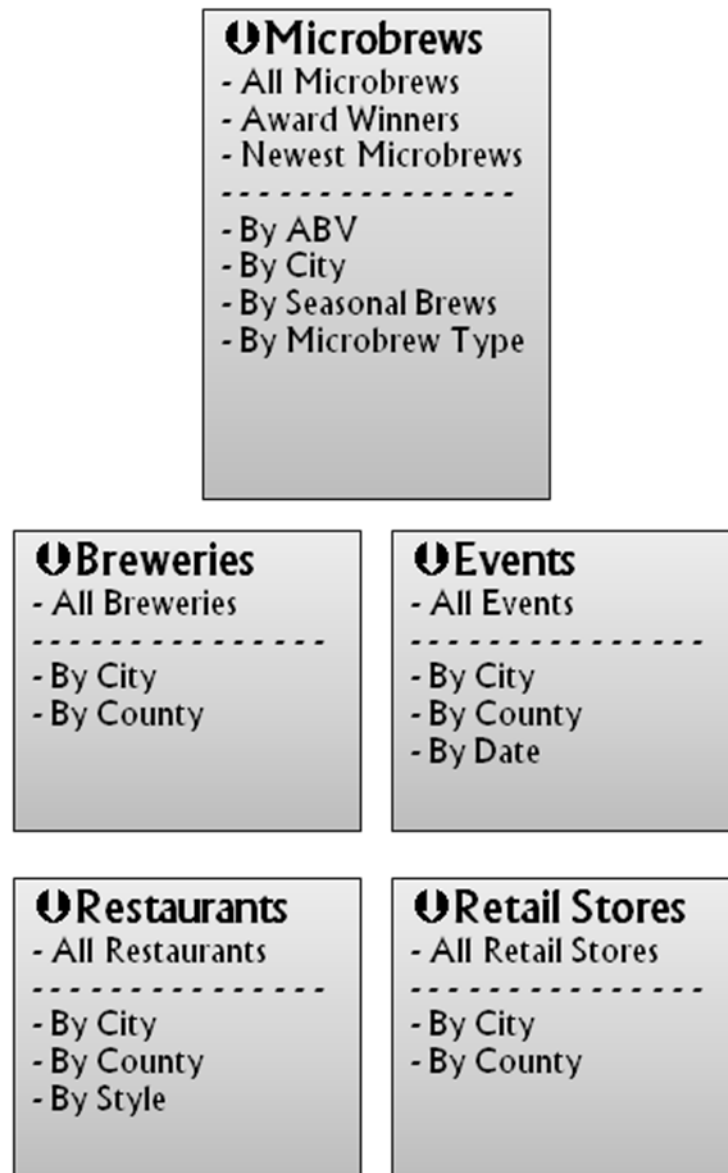 Microbrews
- All Microbrews
- Award Winners
- Newest Microbrews
- - - - - - - - - - - - - - -
- By ABV
- By City
- By Seasonal Brews
- By Microbrew Type
Breweries
- All Breweries
- - - - - - - - - - - - - - -
- By City
- By County
Events
- All Events
- - - - - - - - - - - - - - -
- By City
- By County
- By Date
Restaurants
- All Restaurants
- - - - - - - - - - - - - - -
- By City
- By County
- By Style
Retail Stores
- All Retail Stores
- - - - - - - - - - - - - - -
- By City
- By County